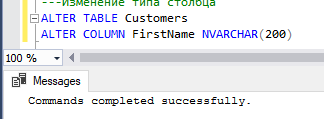 ---Изменение типа столбца
ALTER TABLE Customers
ALTER COLUMN FirstName NVARCHAR(200)
100 %
Messages
Commands completed successfully.